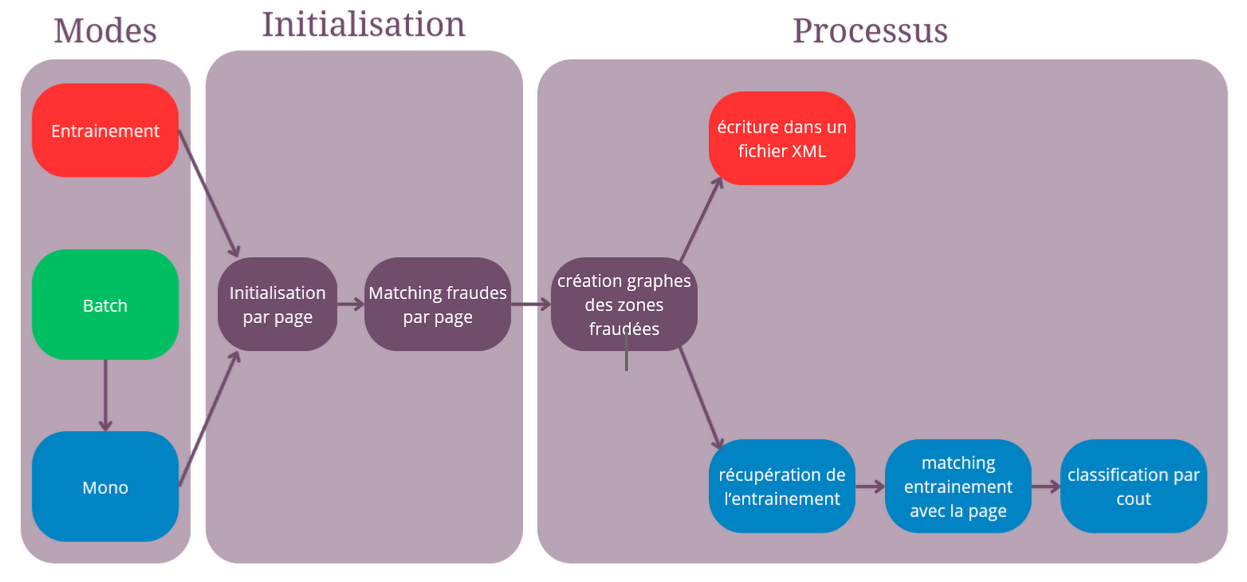 Modes
Initialisation
Processus
Entrainement
Batch
Mono
Initialisation
par page
Matching fraudes
par page
création graphes
des zones
fraudées
écriture dans un
fichier XML
récupération de
l'entrainement
matching
entrainement
avec la page
classification par
cout